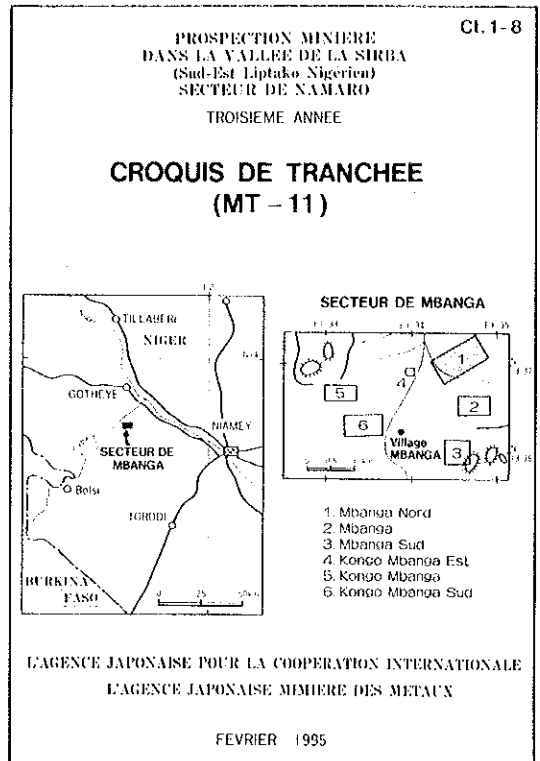 Cl. 1-8
PROSPECTION MINIERE
DANS LA VALLEE DE LA SIRBA
(Sud-Est Liptako Nigérien)
SECTEUR DE NAMARO
TROISIEME ANNEE
CROQUIS DE TRANCHEE
(MT – 11)
TILLABERI
NIGER
GOTHEYE
NIAMEY
SECTEUR DE
MBANGA
Bolsi
TORODI
BURKINA
FASO
0 25 50km
SECTEUR DE MBANGA
1
2
3
4
5
6
Village
MBANGA
1. Mbanga Nord
2. Mbanga
3. Mbanga Sud
4. Kongo Mbanga Est
5. Kongo Mbanga
6. Kongo Mbanga Sud
L'AGENCE JAPONAISE POUR LA COOPERATION INTERNATIONALE
L'AGENCE JAPONAISE MIMIERE DES METAUX
FEVRIER 1995